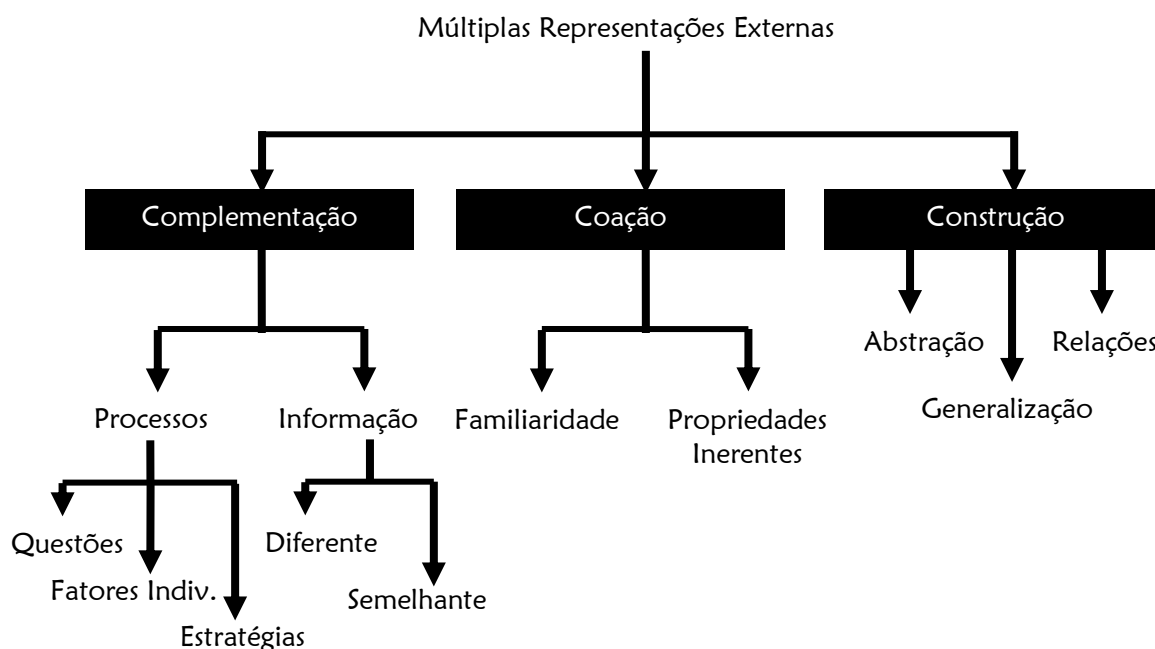 Múltiplas Representações Externas
Complementação
Coação
Construção
Abstração
Relações
Generalização
Processos
Informação
Familiaridade
Propriedades
Inerentes
Questões
Diferente
Fatores Indiv.
Semelhante
Estratégias